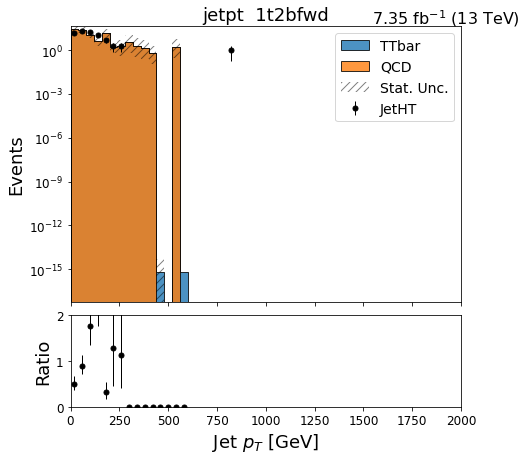 jetpt 1t2bfwd
7.35 fb⁻¹ (13 TeV)
TTbar
QCD
Stat. Unc.
JetHT
Events
10⁰
10⁻³
10⁻⁶
10⁻⁹
10⁻¹²
10⁻¹⁵
Ratio
2
1
0
0 250 500 750 1000 1250 1500 1750 2000
Jet p_T [GeV]